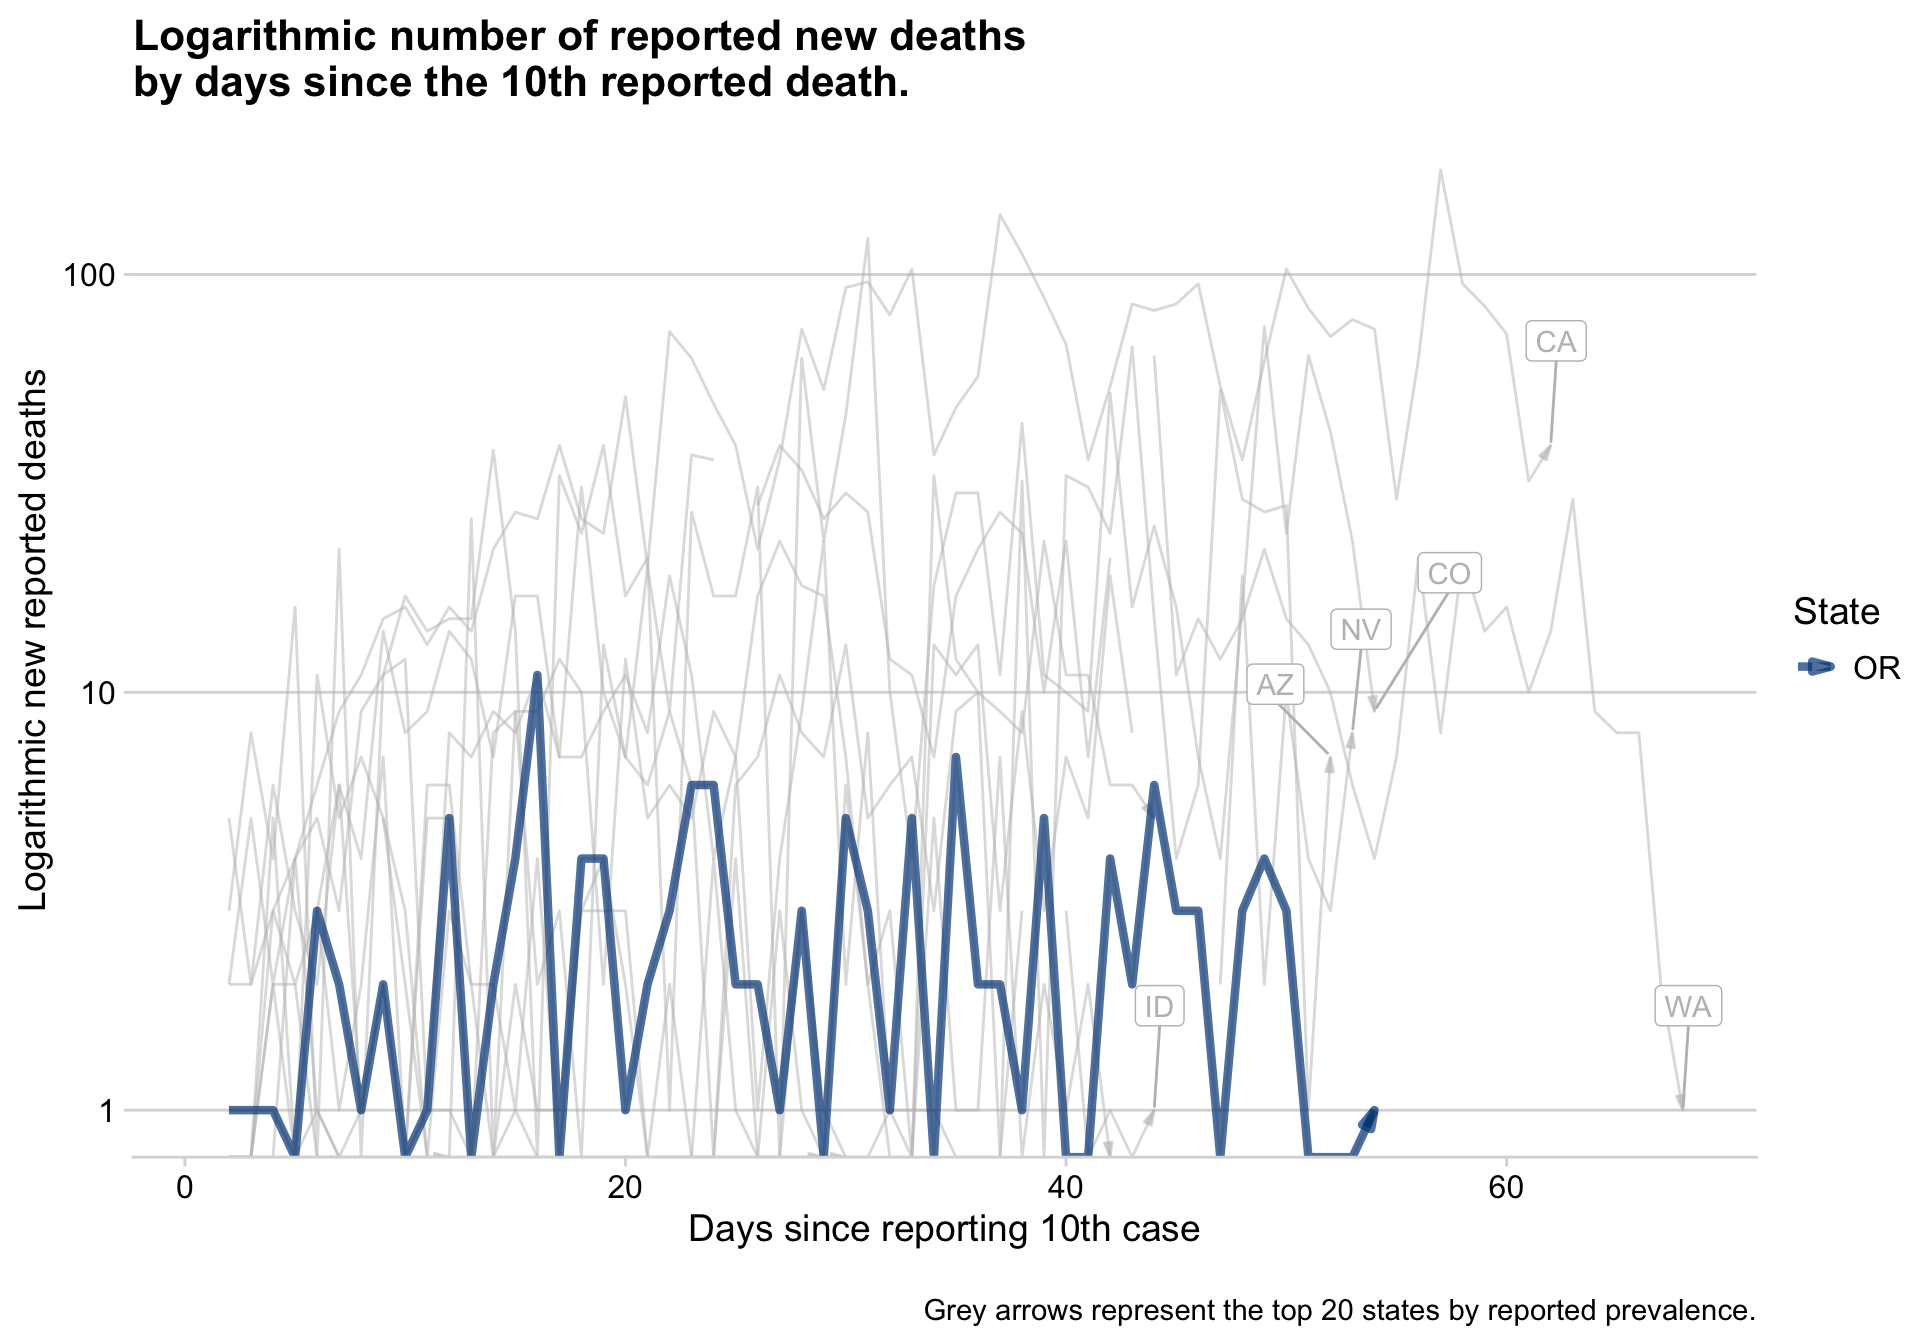 Logarithmic number of reported new deaths
by days since the 10th reported death.
Logarithmic new reported deaths
100
10
1
CA
CO
NV
AZ
ID
WA
State
OR
0
20
40
60
Days since reporting 10th case
Grey arrows represent the top 20 states by reported prevalence.